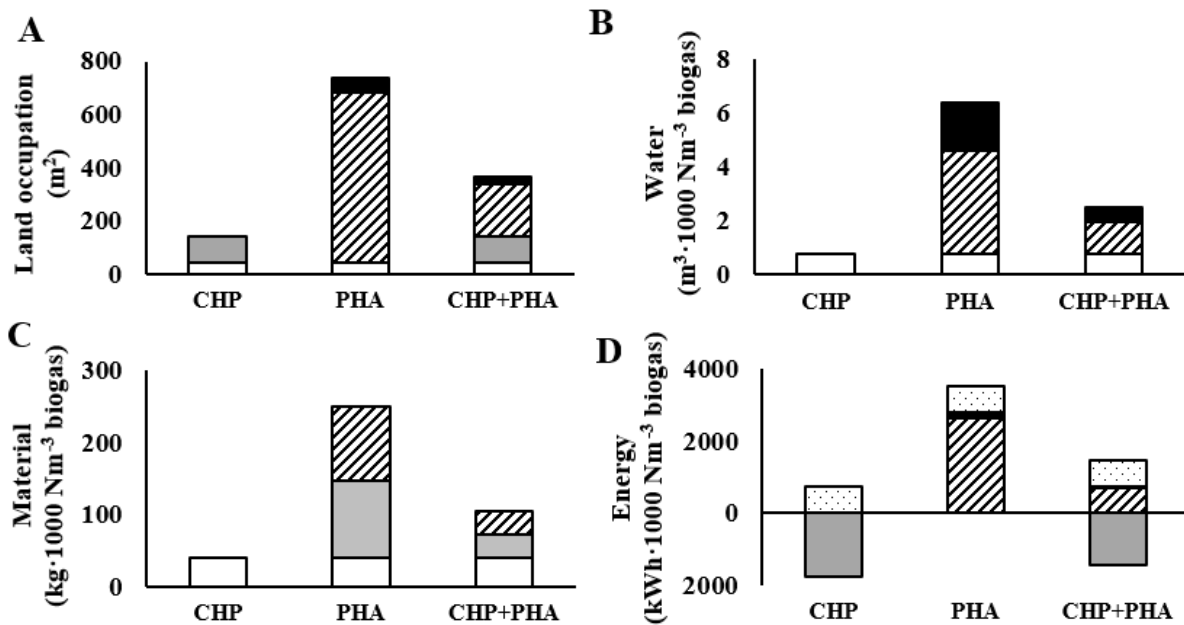 A
Land occupation
(m²)
800
600
400
200
0
CHP
PHA
CHP+PHA
B
Water
(m³·1000 Nm⁻³ biogas)
8
6
4
2
0
CHP
PHA
CHP+PHA
C
Material
(kg·1000 Nm⁻³ biogas)
300
200
100
0
CHP
PHA
CHP+PHA
D
Energy
(kWh·1000 Nm⁻³ biogas)
4000
2000
0
2000
CHP
PHA
CHP+PHA